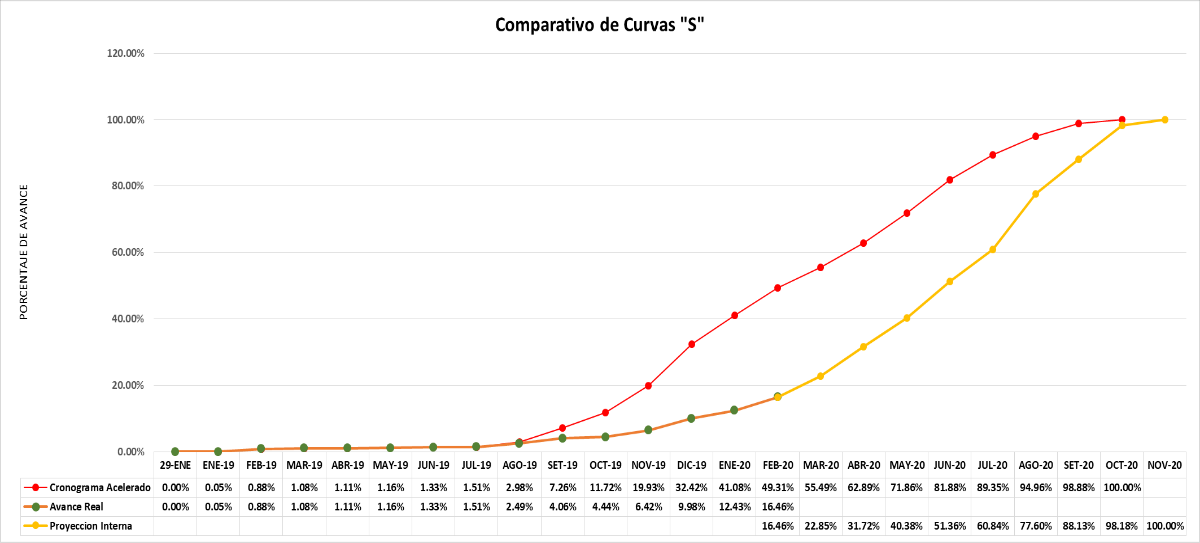 Comparativo de Curvas "S"
120.00%
100.00%
80.00%
60.00%
40.00%
20.00%
0.00%
PORCENTAJE DE AVANCE
29-ENE ENE-19 FEB-19 MAR-19 ABR-19 MAY-19 JUN-19 JUL-19 AGO-19 SET-19 OCT-19 NOV-19 DIC-19 ENE-20 FEB-20 MAR-20 ABR-20 MAY-20 JUN-20 JUL-20 AGO-20 SET-20 OCT-20 NOV-20
Cronograma Acelerado 0.00% 0.05% 0.88% 1.08% 1.11% 1.16% 1.33% 1.51% 2.98% 7.26% 11.72% 19.93% 32.42% 41.08% 49.31% 55.49% 62.89% 71.86% 81.88% 89.35% 94.96% 98.88% 100.00%
Avance Real 0.00% 0.05% 0.88% 1.08% 1.11% 1.16% 1.33% 1.51% 2.49% 4.06% 4.44% 6.42% 9.98% 12.43% 16.46%
Proyeccion Interna 16.46% 22.85% 31.72% 40.38% 51.36% 60.84% 77.60% 88.13% 98.18% 100.00%